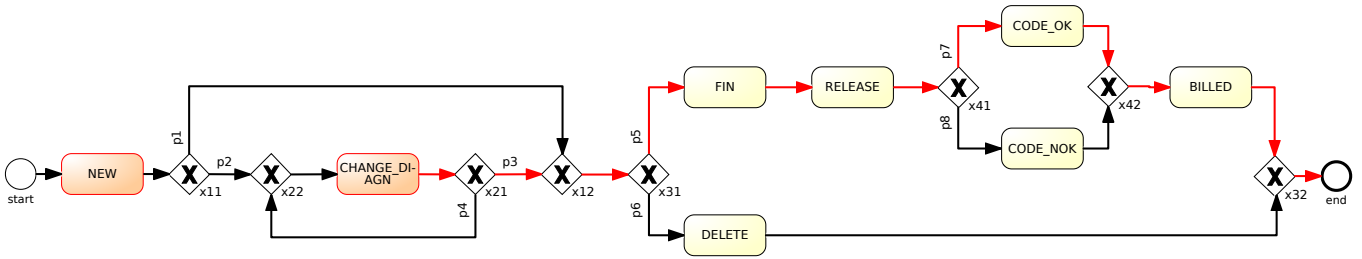 start
NEW
p1
x11
p2
x22
CHANGE_DI-
AGN
x21
p3
p4
x12
x31
p5
p6
FIN
RELEASE
DELETE
x41
p7
p8
CODE_OK
CODE_NOK
x42
BILLED
x32
end